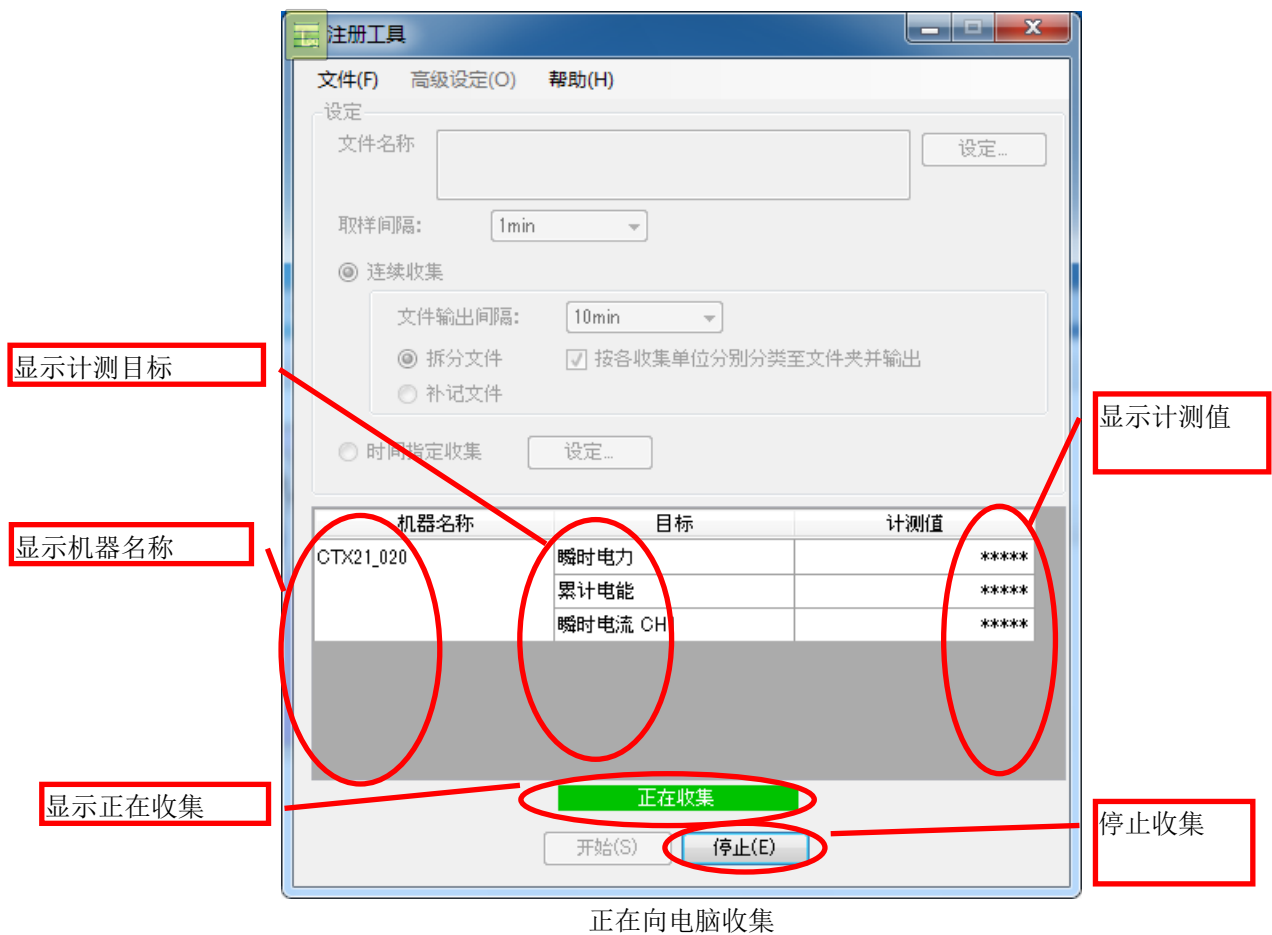 注册工具
文件(F) 高级设定(O) 帮助(H)
设定
文件名称
设定...
取样间隔: 1min
连续收集
文件输出间隔: 10min
拆分文件 按各收集单位分别分类至文件夹并输出
补记文件
时间指定收集 设定...
显示计测目标
显示计测值
显示机器名称
机器名称 目标 计测值
CTX21_020 瞬时电力 *****
累计电能 *****
瞬时电流 CH *****
显示正在收集
正在收集
停止收集
开始(S) 停止(E)
正在向电脑收集